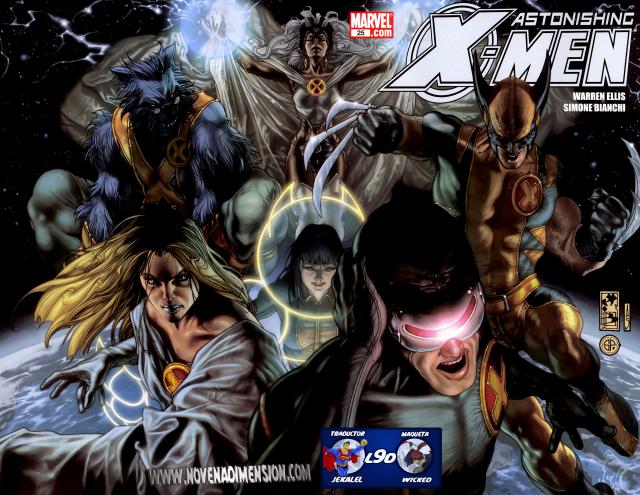 MARVEL
25
.com
ASTONISHING
X-MEN
WARREN ELLIS
SIMONE BIANCHI
TRADUCTOR
MAQUETA
L9D
JEKALEL
WICKED
WWW.NOVENADIMENSION.COM